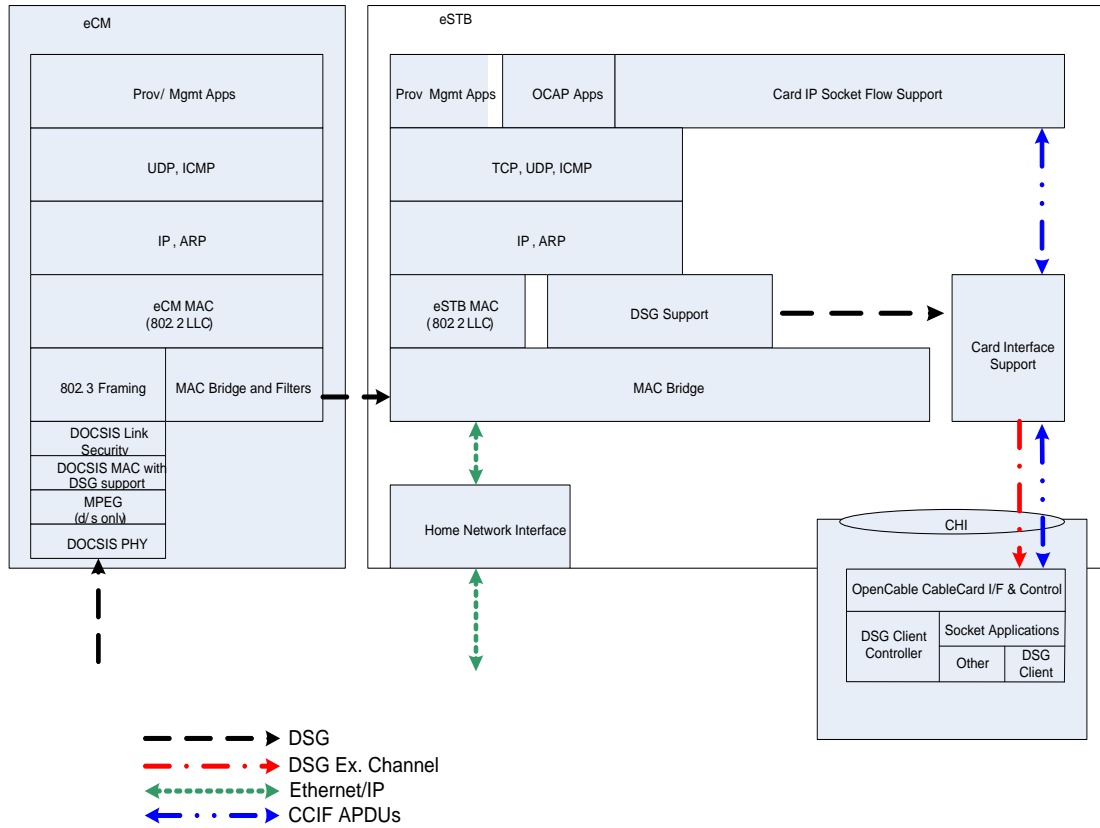 eCM
eSTB
Prov/ Mgmt Apps
Prov Mgmt Apps
OCAP Apps
Card IP Socket Flow Support
UDP, ICMP
TCP, UDP, ICMP
IP, ARP
IP, ARP
eCM MAC
(802.2 LLC)
eSTB MAC
(802.2 LLC)
DSG Support
Card Interface
Support
802.3 Framing
MAC Bridge and Filters
MAC Bridge
DOCSIS Link
Security
DOCSIS MAC with
DSG support
MPEG
(d/s only)
DOCSIS PHY
Home Network Interface
CHI
OpenCable CableCard I/F & Control
DSG Client
Controller
Socket Applications
Other
DSG
Client
DSG
DSG Ex. Channel
Ethernet/IP
CCIF APDUs